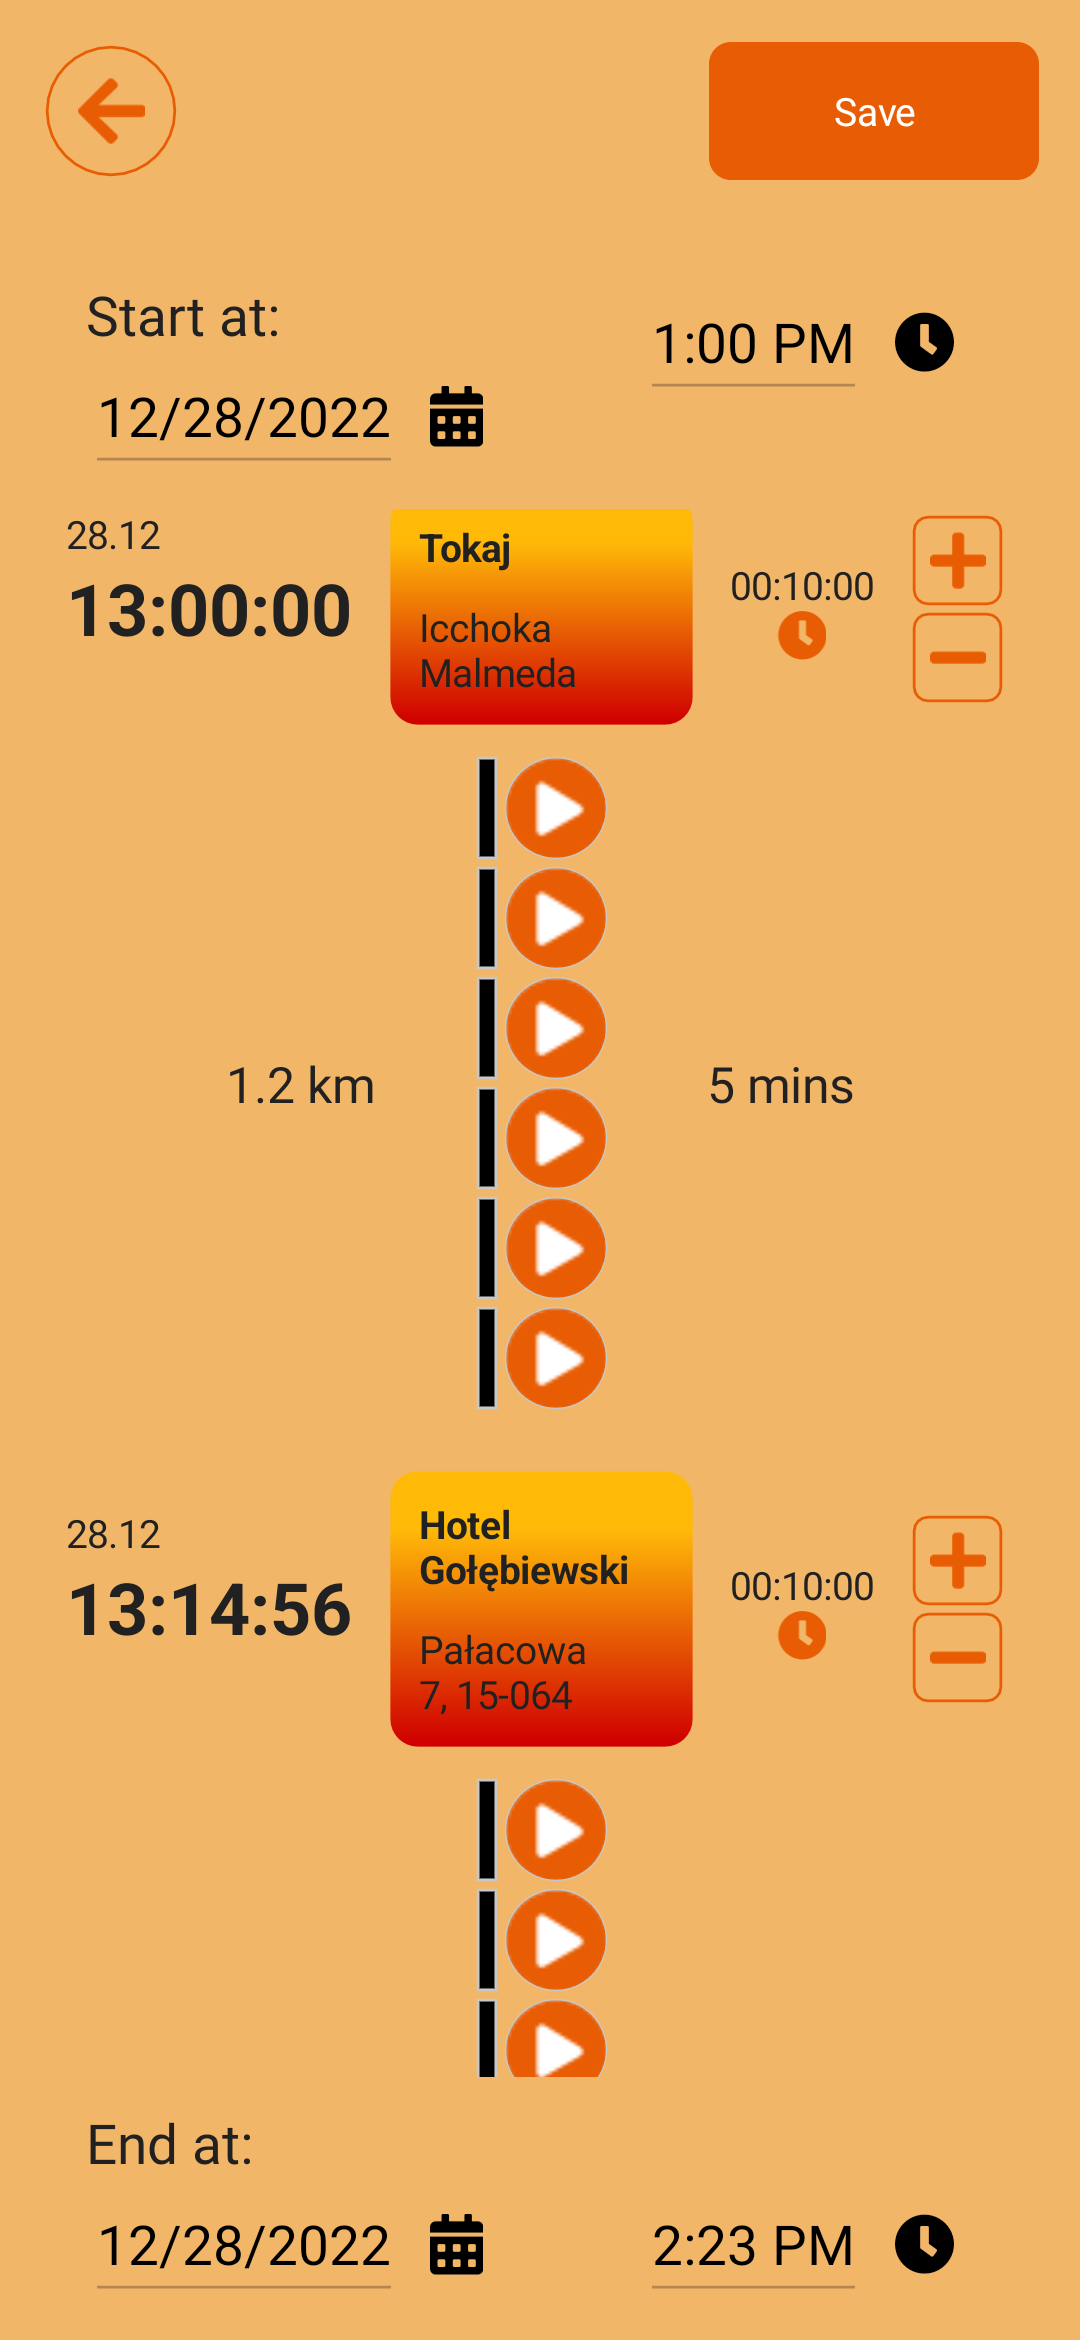 Save
Start at:
1:00 PM
12/28/2022
28.12
13:00:00
Tokaj
Icchoka
Malmeda
00:10:00
1.2 km
5 mins
28.12
13:14:56
Hotel
Gołębiewski
Pałacowa
7, 15-064
00:10:00
End at:
12/28/2022
2:23 PM